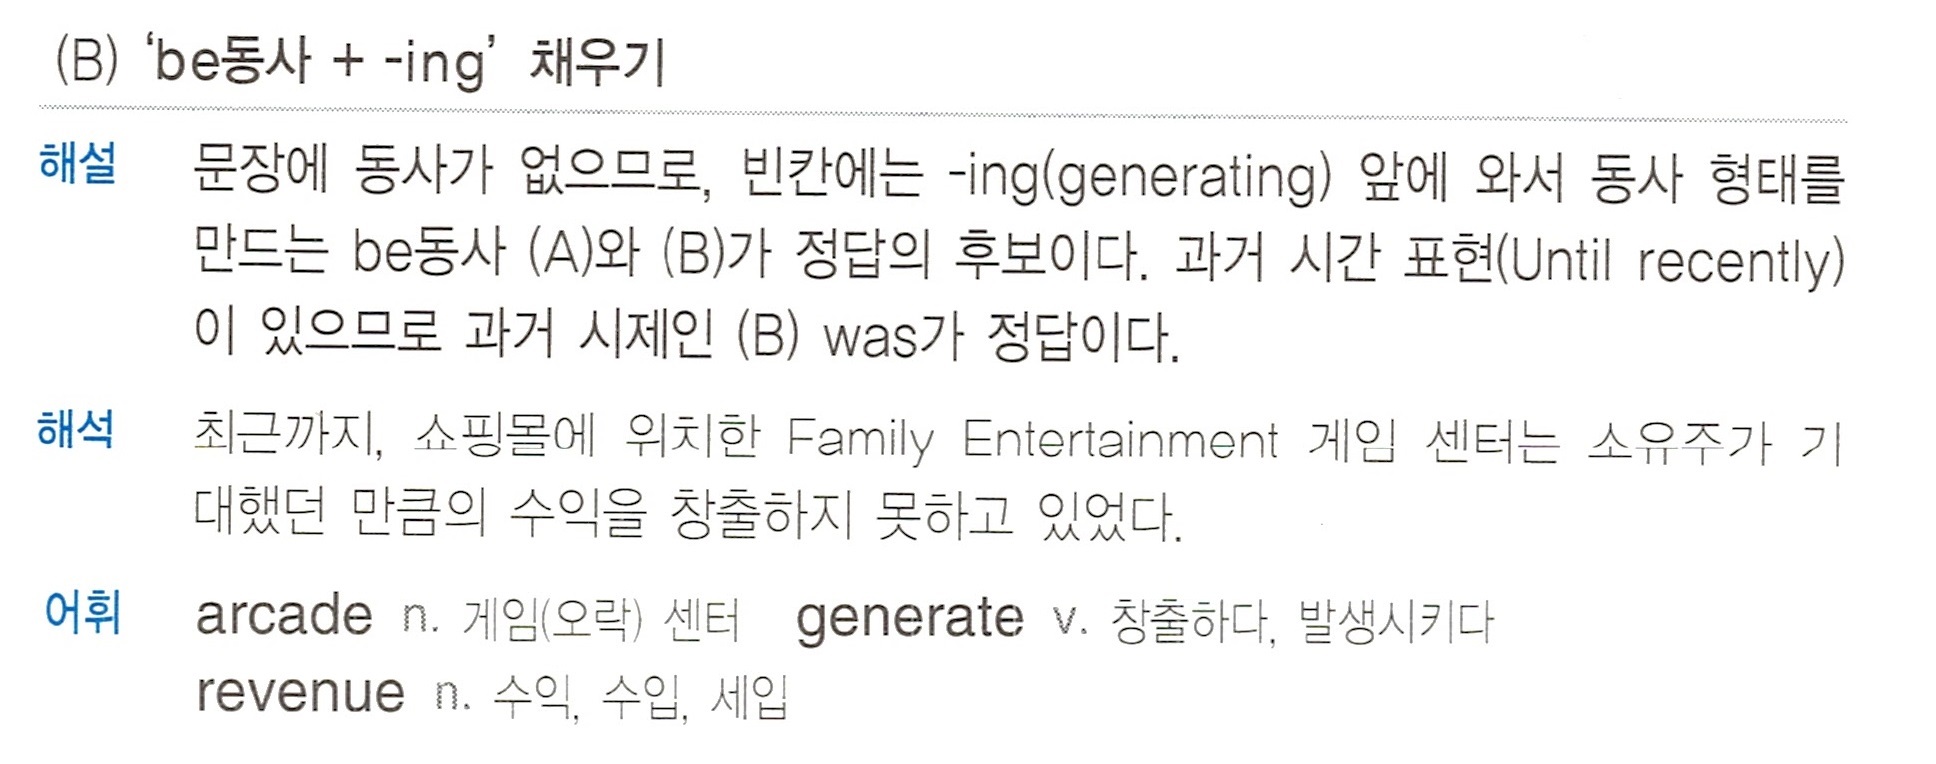 (B) ‘be동사 + -ing’ 채우기
해설 문장에 동사가 없으므로, 빈칸에는 -ing(generating) 앞에 와서 동사 형태를
만드는 be동사 (A)와 (B)가 정답의 후보이다. 과거 시간 표현(Until recently)
이 있으므로 과거 시제인 (B) was가 정답이다.
해석 최근까지, 쇼핑몰에 위치한 Family Entertainment 게임 센터는 소유주가 기
대했던 만큼의 수익을 창출하지 못하고 있었다.
어휘 arcade n. 게임(오락) 센터 generate v. 창출하다, 발생시키다
revenue n. 수익, 수입, 세입